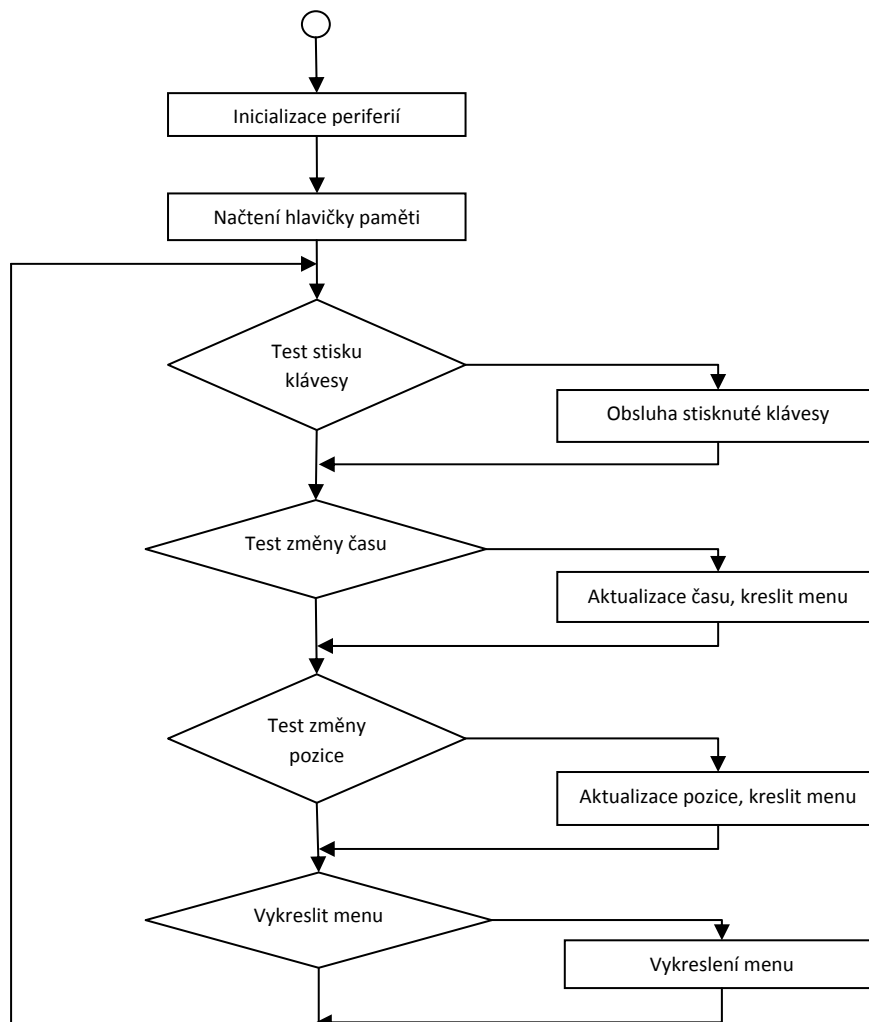 Inicializace periferií
Načtení hlavičky paměti
Test stisku
klávesy
Obsluha stisknuté klávesy
Test změny času
Aktualizace času, kreslit menu
Test změny
pozice
Aktualizace pozice, kreslit menu
Vykreslit menu
Vykreslení menu